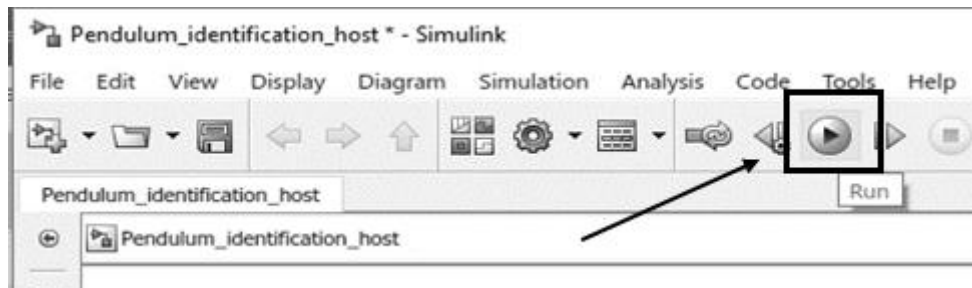 Pendulum_identification_host * - Simulink
File Edit View Display Diagram Simulation Analysis Code Tools Help
Run
Pendulum_identification_host
Pendulum_identification_host